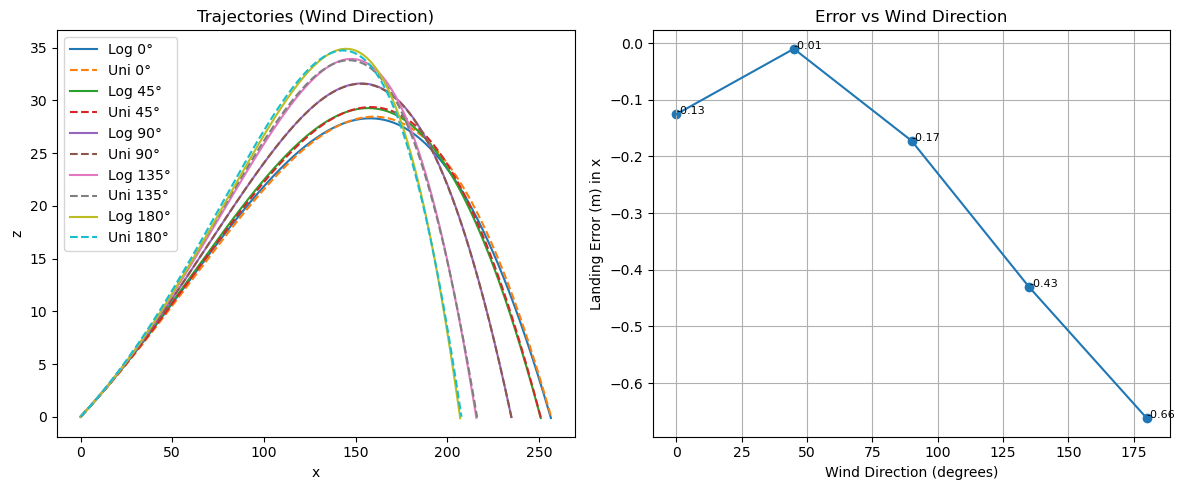 Trajectories (Wind Direction)
Log 0°
Uni 0°
Log 45°
Uni 45°
Log 90°
Uni 90°
Log 135°
Uni 135°
Log 180°
Uni 180°
35
30
25
20
15
10
5
0
z
0 50 100 150 200 250
x
Error vs Wind Direction
0.0
−0.1
−0.2
−0.3
−0.4
−0.5
−0.6
Landing Error (m) in x
-0.13
-0.01
-0.17
-0.43
-0.66
0 25 50 75 100 125 150 175
Wind Direction (degrees)